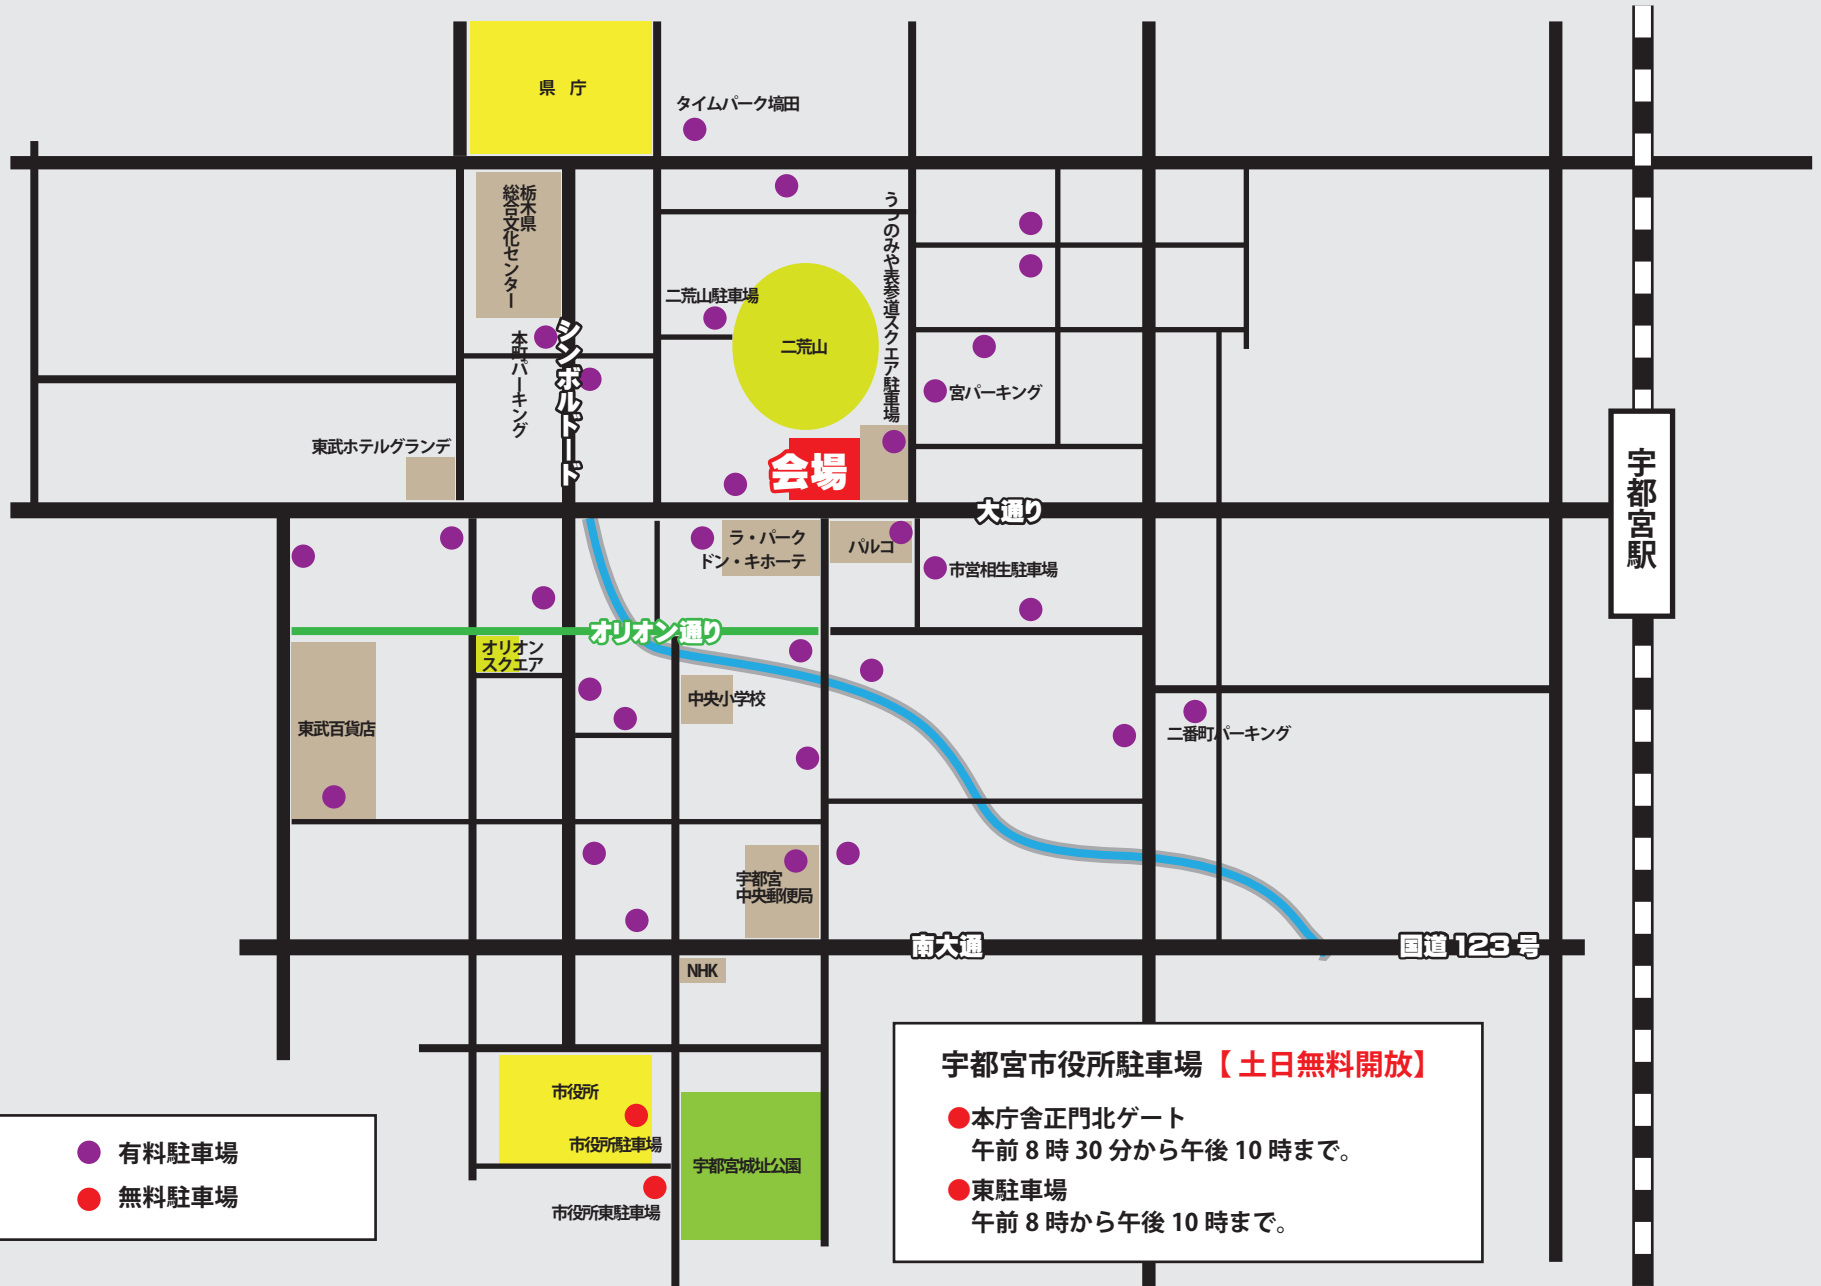 県 庁
タイムパーク塙田
栃木県
総合文化センター
うつのみや表参道スクエア駐車場
二荒山駐車場
二荒山
本町パーキング
シンボルドード
宮パーキング
東武ホテルグランデ
会場
宇都宮駅
大通り
ラ・パーク
ドン・キホーテ
パルコ
市営相生駐車場
オリオン通り
オリオン
スクエア
中央小学校
東武百貨店
二番町パーキング
宇都宮
中央郵便局
南大通
国道 123 号
NHK
市役所
市役所駐車場
宇都宮城址公園
市役所東駐車場
有料駐車場
無料駐車場
宇都宮市役所駐車場【 土日無料開放】
●本庁舎正門北ゲート
午前 8 時 30 分から午後 10 時まで。
●東駐車場
午前 8 時から午後 10 時まで。